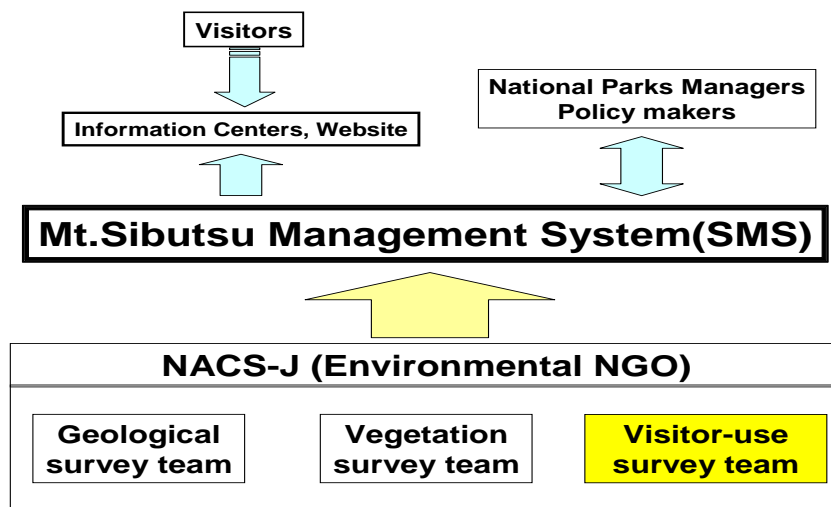 Visitors
Information Centers, Website
National Parks Managers
Policy makers
Mt.Sibutsu Management System(SMS)
NACS-J (Environmental NGO)
Geological
survey team
Vegetation
survey team
Visitor-use
survey team